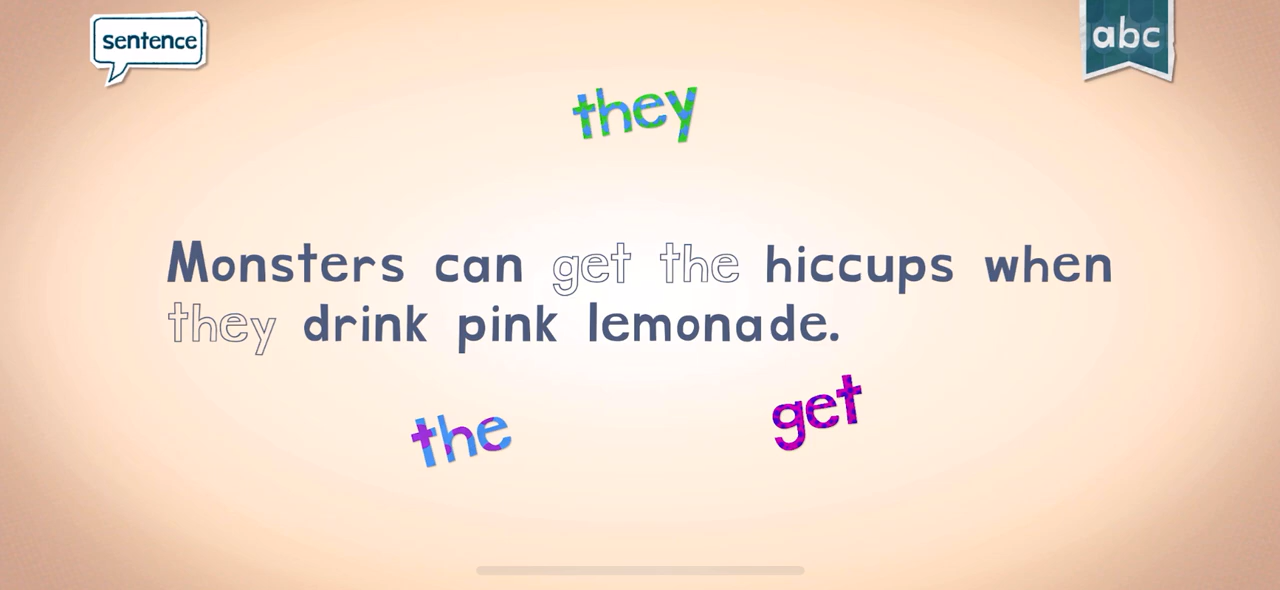 sentence
abc
they
Monsters can get the hiccups when
they drink pink lemonade.
the
get